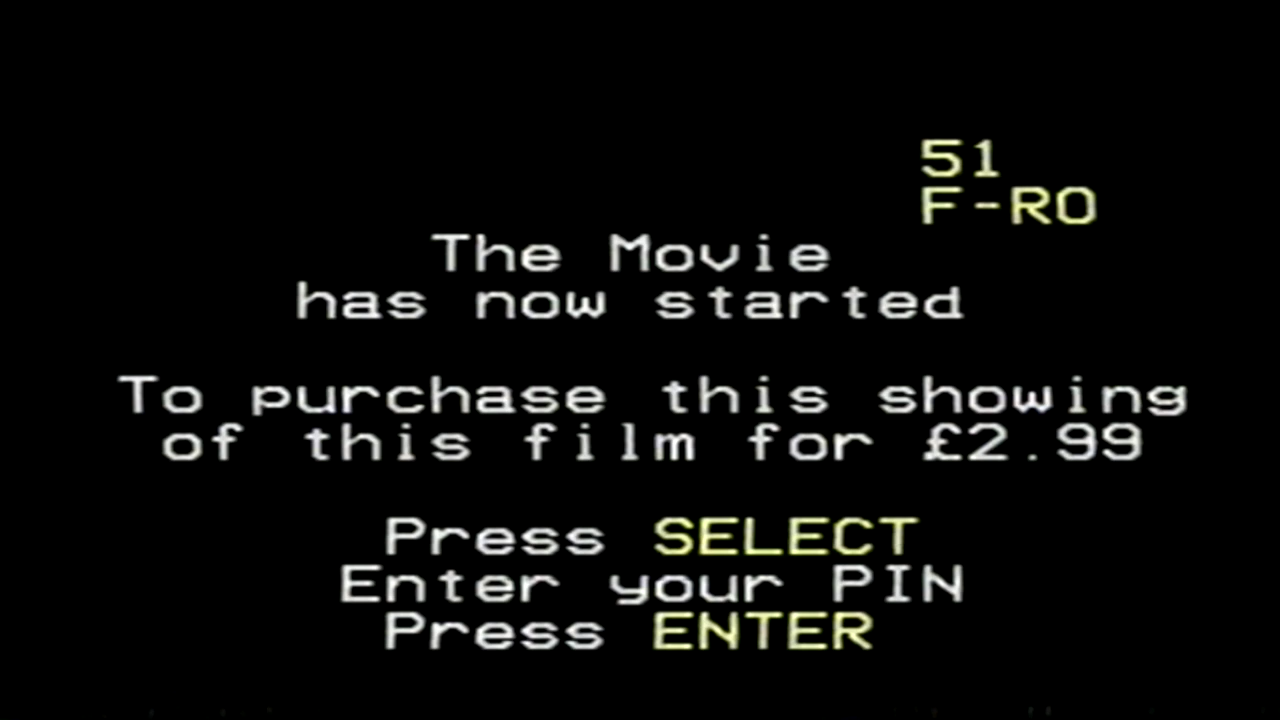 51
F-RO
The Movie
has now started
To purchase this showing
of this film for £2.99
Press SELECT
Enter your PIN
Press ENTER